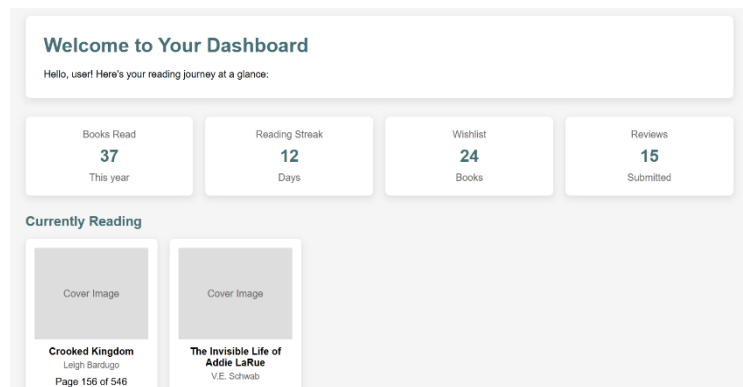 Welcome to Your Dashboard
Hello, user! Here's your reading journey at a glance:
Books Read
37
This year
Reading Streak
12
Days
Wishlist
24
Books
Reviews
15
Submitted
Currently Reading
Cover Image
Crooked Kingdom
Leigh Bardugo
Page 156 of 546
Cover Image
The Invisible Life of
Addie LaRue
V.E. Schwab